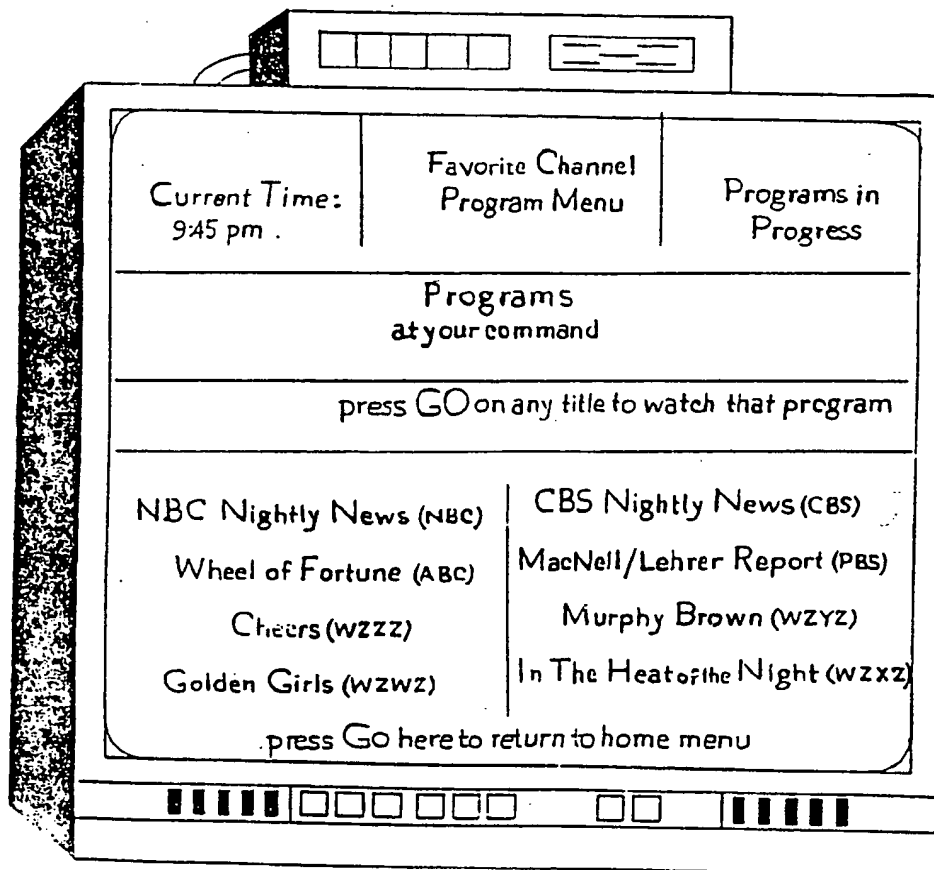 Current Time:
9:45 pm .
Favorite Channel
Program Menu
Programs in
Progress
Programs
at your command
press GO on any title to watch that program
NBC Nightly News (NBC)
Wheel of Fortune (ABC)
Cheers (WZZZ)
Golden Girls (WZWZ)
CBS Nightly News (CBS)
MacNell/Lehrer Report (PBS)
Murphy Brown (WZYZ)
In The Heat of the Night (WZXZ)
press Go here to return to home menu